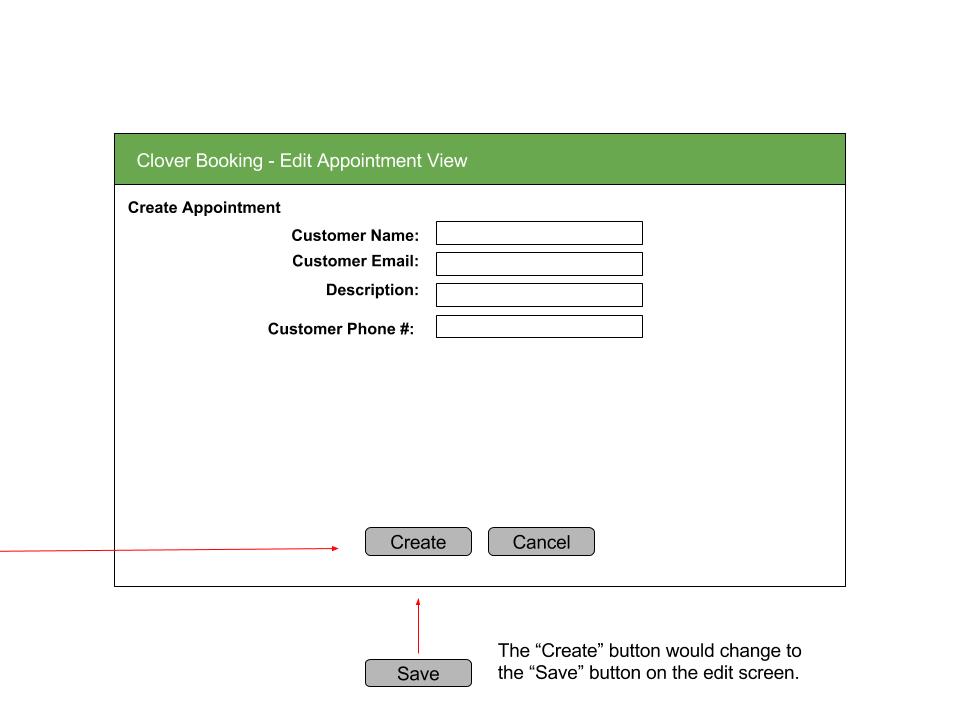 Clover Booking - Edit Appointment View
Create Appointment
Customer Name:
Customer Email:
Description:
Customer Phone #:
Create
Cancel
Save
The “Create” button would change to
the “Save” button on the edit screen.